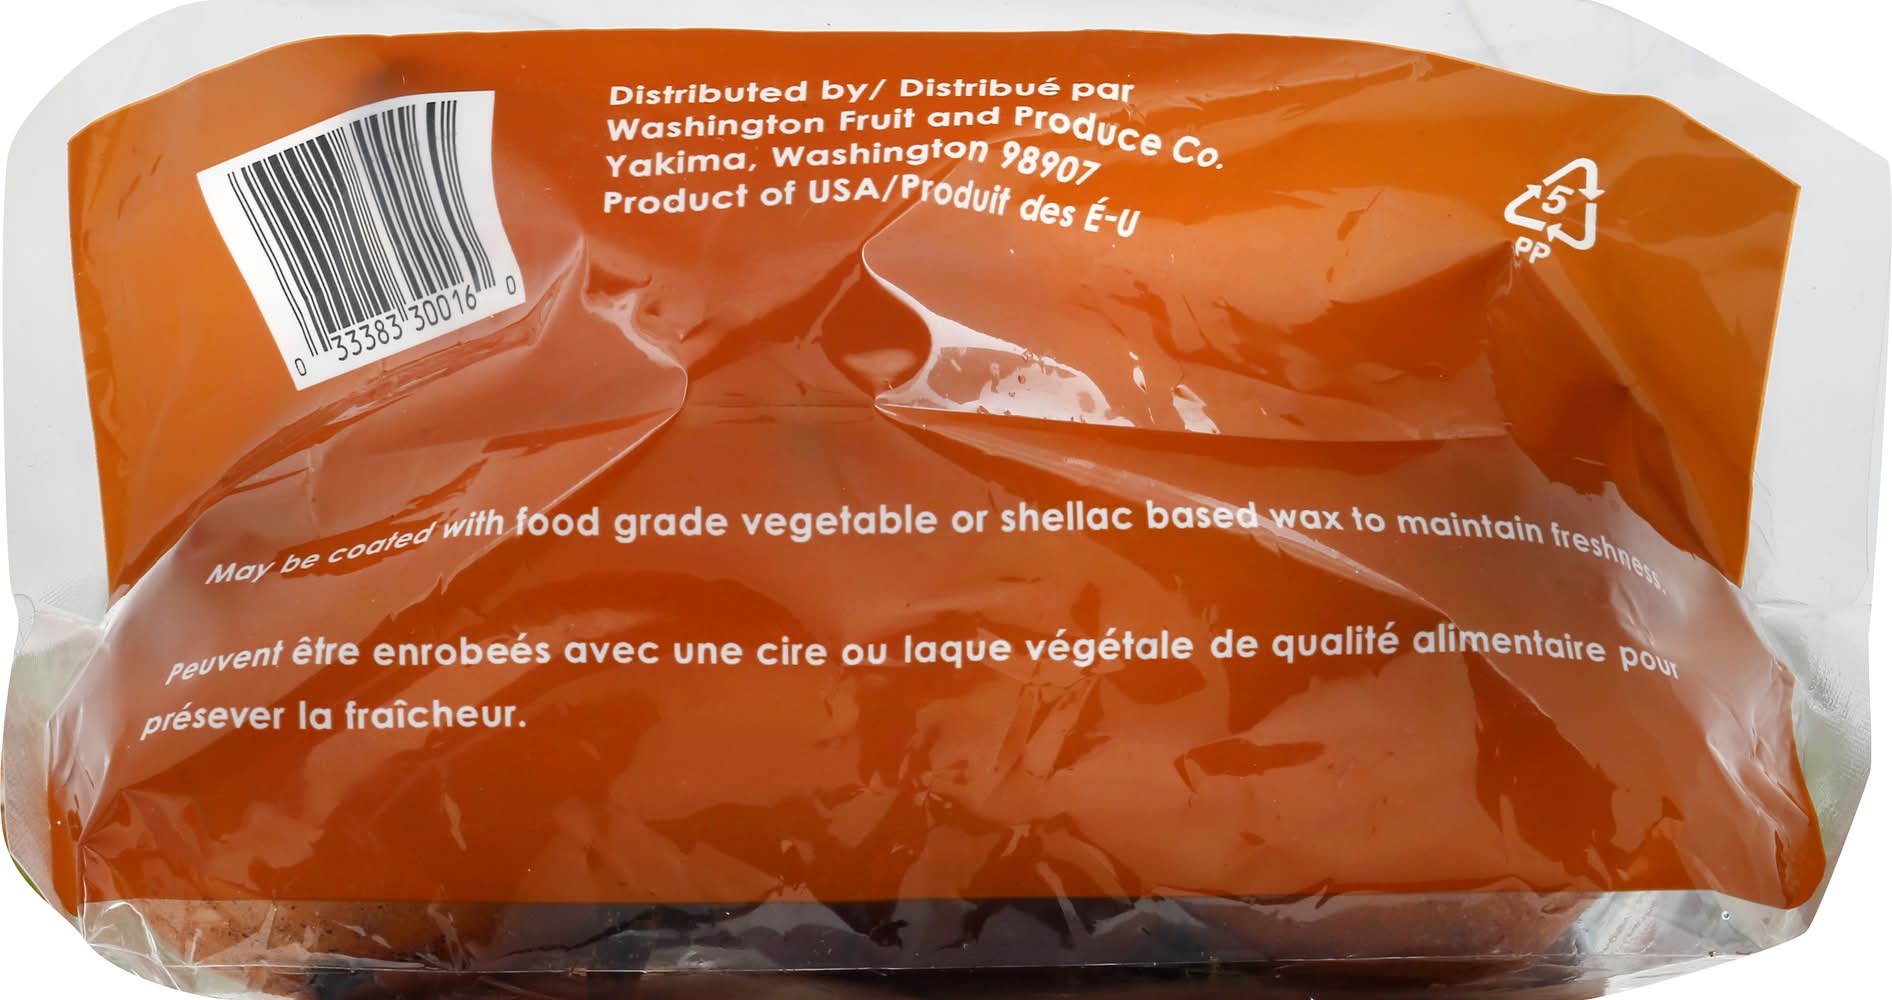 Distributed by/ Distribué par
Washington Fruit and Produce Co.
Yakima, Washington 98907
Product of USA/Produit des É-U
5
PP
0 33383 30016 0
May be coated with food grade vegetable or shellac based wax to maintain freshness.
Peuvent être enrobeés avec une cire ou laque végétale de qualité alimentaire pour
présever la fraîcheur.